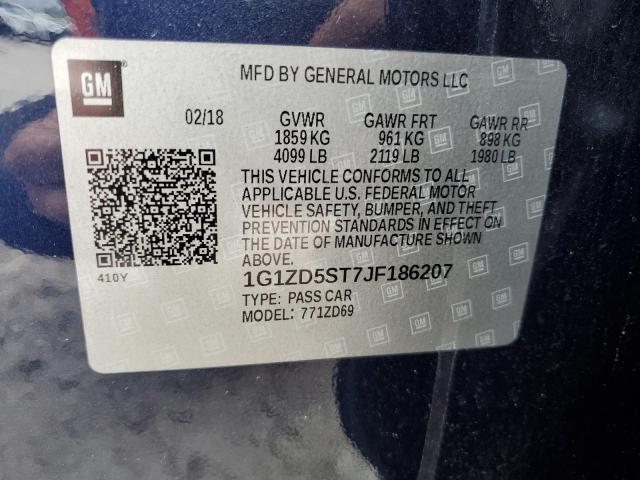 GM
MFD BY GENERAL MOTORS LLC
02/18 GVWR GAWR FRT GAWR RR
1859 KG 961 KG 898 KG
4099 LB 2119 LB 1980 LB
THIS VEHICLE CONFORMS TO ALL
APPLICABLE U.S. FEDERAL MOTOR
VEHICLE SAFETY, BUMPER, AND THEFT
PREVENTION STANDARDS IN EFFECT ON
THE DATE OF MANUFACTURE SHOWN
ABOVE.
410Y
1G1ZD5ST7JF186207
TYPE: PASS CAR
MODEL: 771ZD69